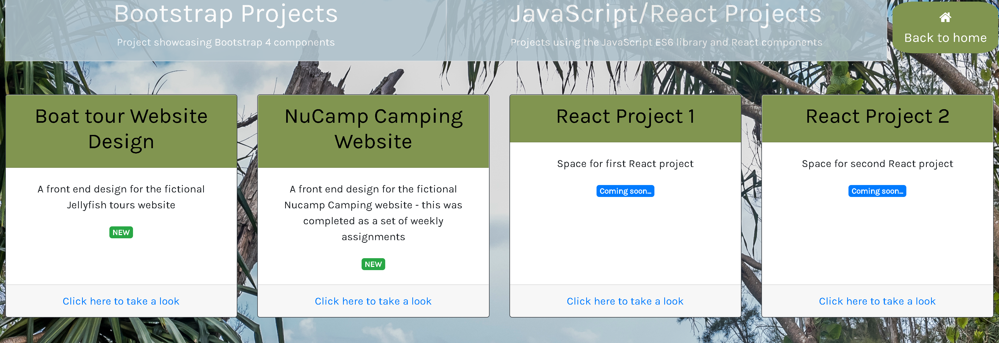 Bootstrap Projects
Project showcasing Bootstrap 4 components
JavaScript/React Projects
Projects using the JavaScript ES6 library and React components
Back to home
Boat tour Website
Design
A front end design for the fictional
Jellyfish tours website
NEW
Click here to take a look
NuCamp Camping
Website
A front end design for the fictional
Nucamp Camping website - this was
completed as a set of weekly
assignments
NEW
Click here to take a look
React Project 1
Space for first React project
Coming soon...
Click here to take a look
React Project 2
Space for second React project
Coming soon...
Click here to take a look